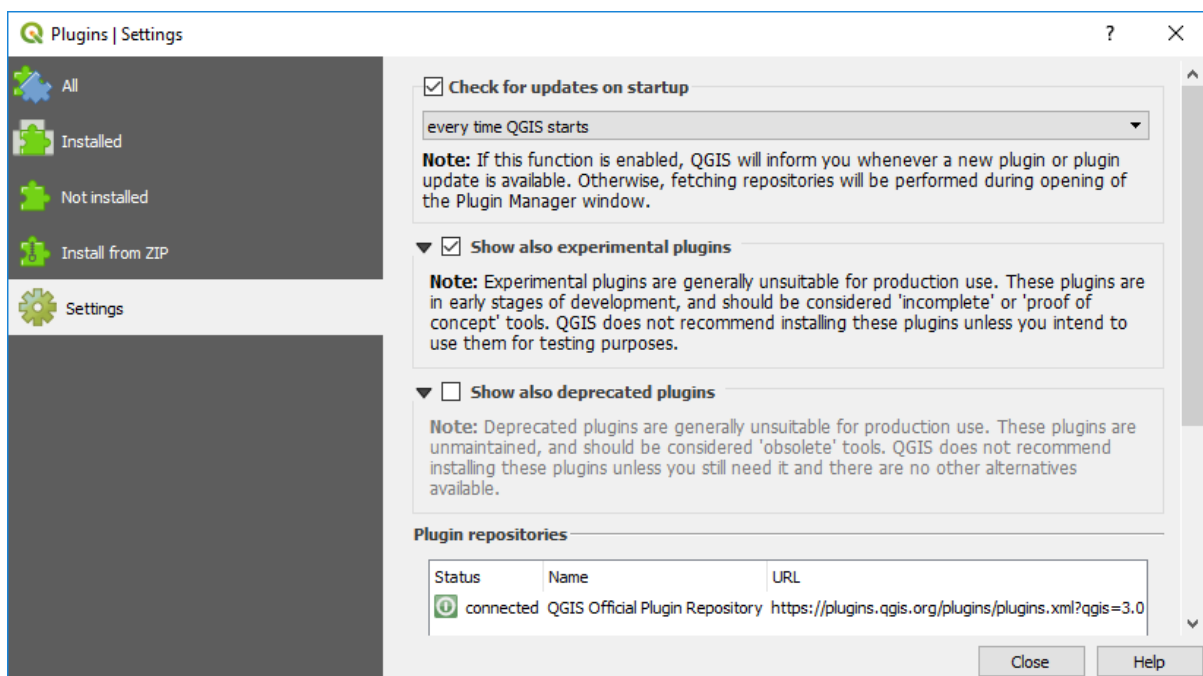 Plugins | Settings
?
All
Installed
Not installed
Install from ZIP
Settings
Check for updates on startup
every time QGIS starts
Note: If this function is enabled, QGIS will inform you whenever a new plugin or plugin
update is available. Otherwise, fetching repositories will be performed during opening of
the Plugin Manager window.
Show also experimental plugins
Note: Experimental plugins are generally unsuitable for production use. These plugins are
in early stages of development, and should be considered 'incomplete' or 'proof of
concept' tools. QGIS does not recommend installing these plugins unless you intend to
use them for testing purposes.
Show also deprecated plugins
Note: Deprecated plugins are generally unsuitable for production use. These plugins are
unmaintained, and should be considered 'obsolete' tools. QGIS does not recommend
installing these plugins unless you still need it and there are no other alternatives
available.
Plugin repositories
Status Name URL
connected QGIS Official Plugin Repository https://plugins.qgis.org/plugins/plugins.xml?qgis=3.0
Close Help